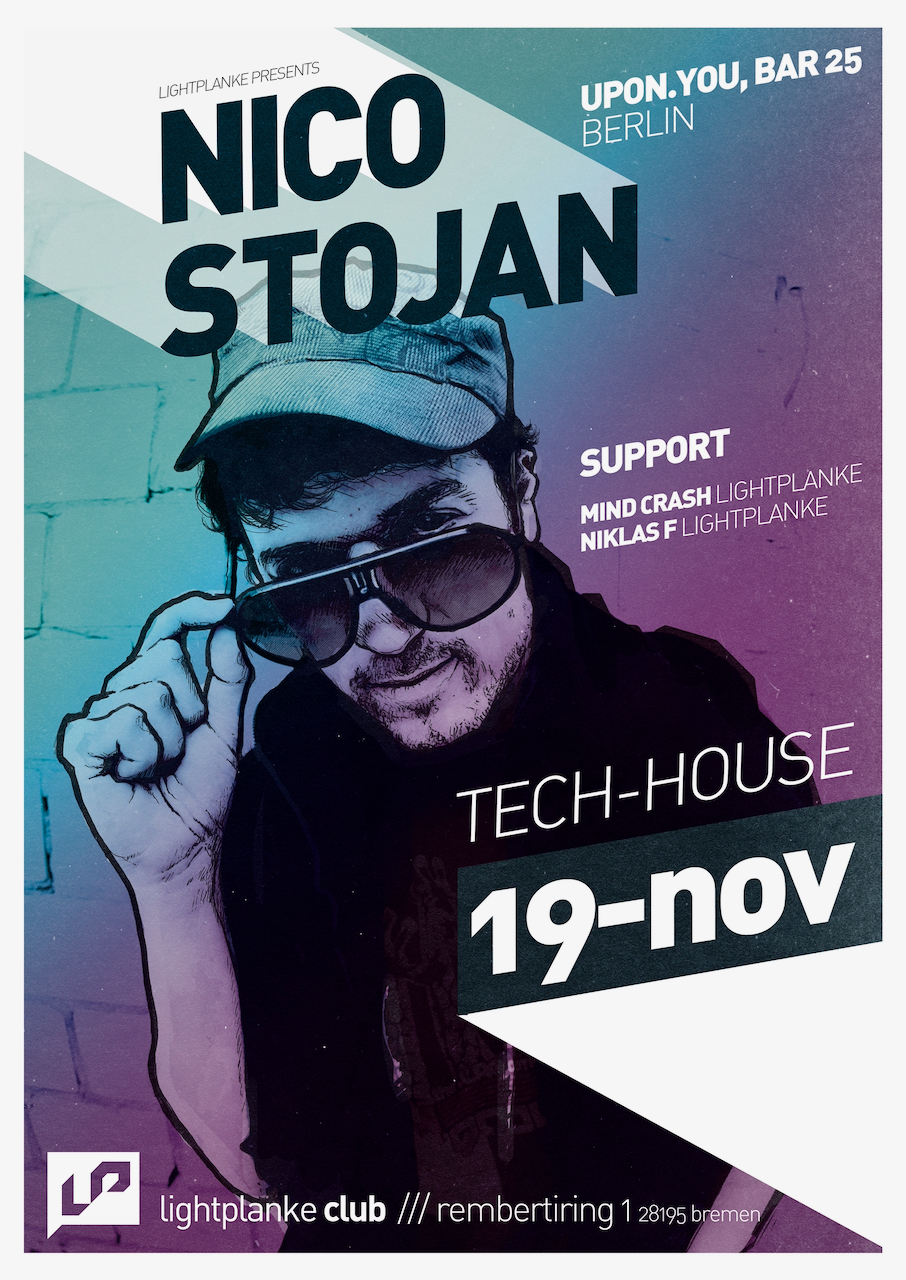 LIGHTPLANKE PRESENTS
NICO
STOJAN
UPON.YOU, BAR 25
BERLIN
SUPPORT
MIND CRASH LIGHTPLANKE
NIKLAS F LIGHTPLANKE
TECH-HOUSE
19-nov
LP
lightplanke club /// rembertiring 1 28195 bremen